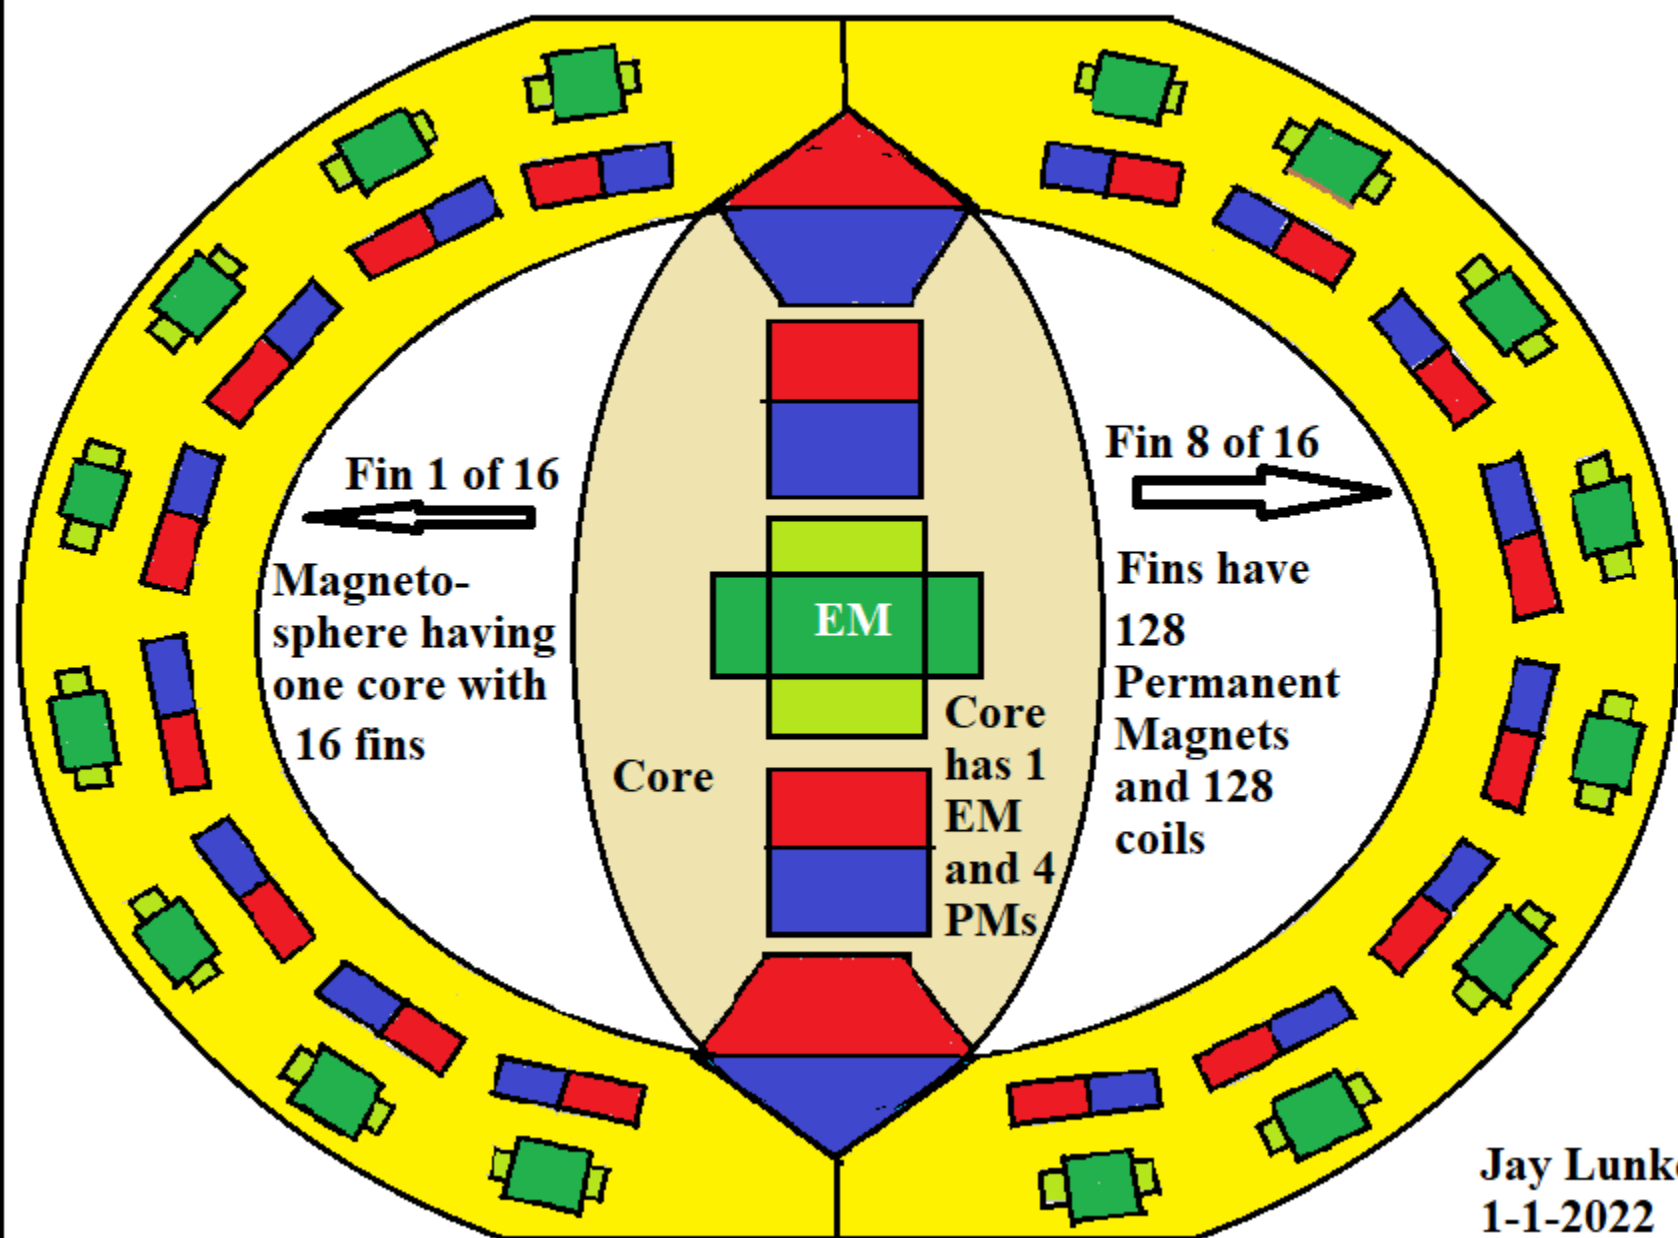 Fin 1 of 16
Magneto-
sphere having
one core with
16 fins
Core
EM
Core
has 1
EM
and 4
PMs
Fin 8 of 16
Fins have
128
Permanent
Magnets
and 128
coils
Jay
1-1-2022